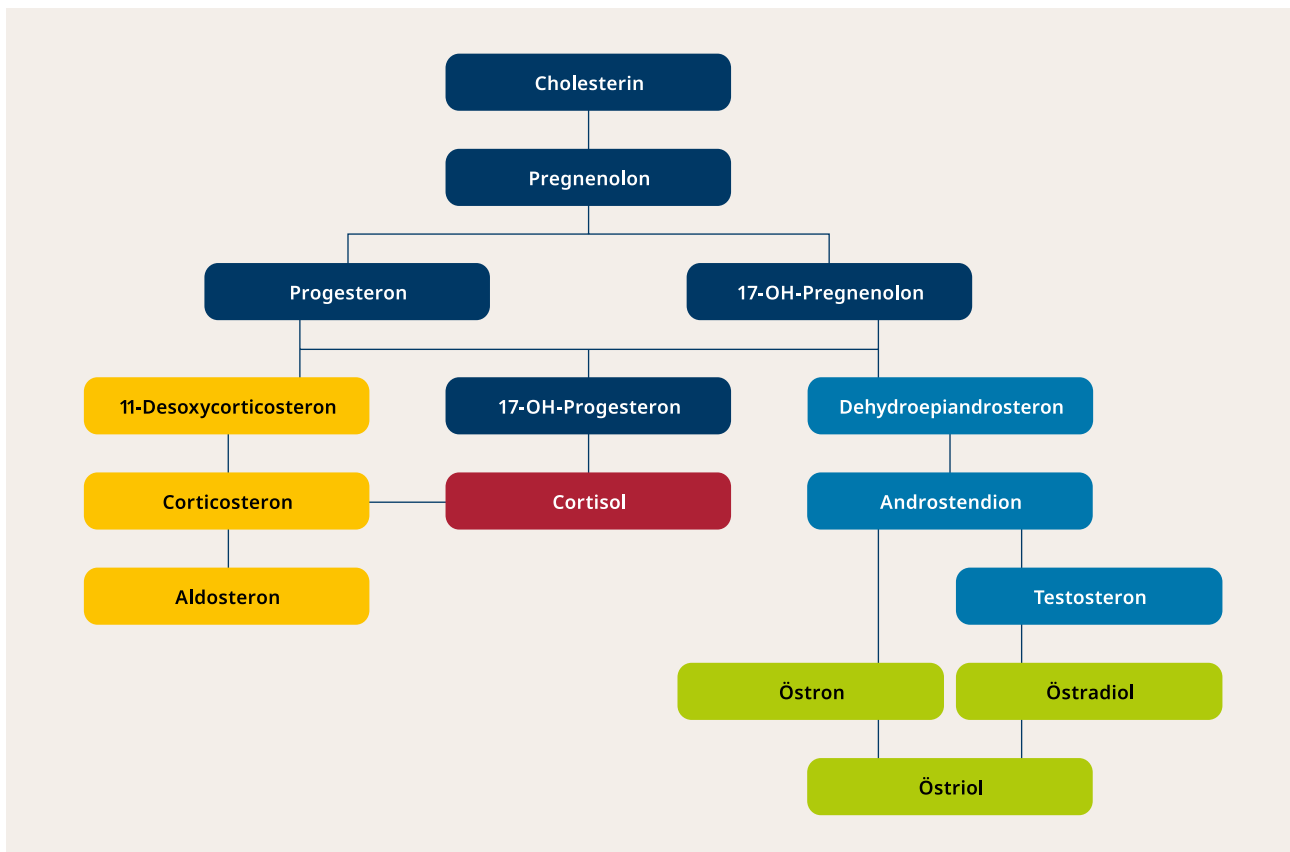 Cholesterin
Pregnenolon
Progesteron
17-OH-Pregnenolon
11-Desoxycorticosteron
17-OH-Progesteron
Dehydroepiandrosteron
Corticosteron
Cortisol
Androstendion
Aldosteron
Testosteron
Östron
Östradiol
Östriol